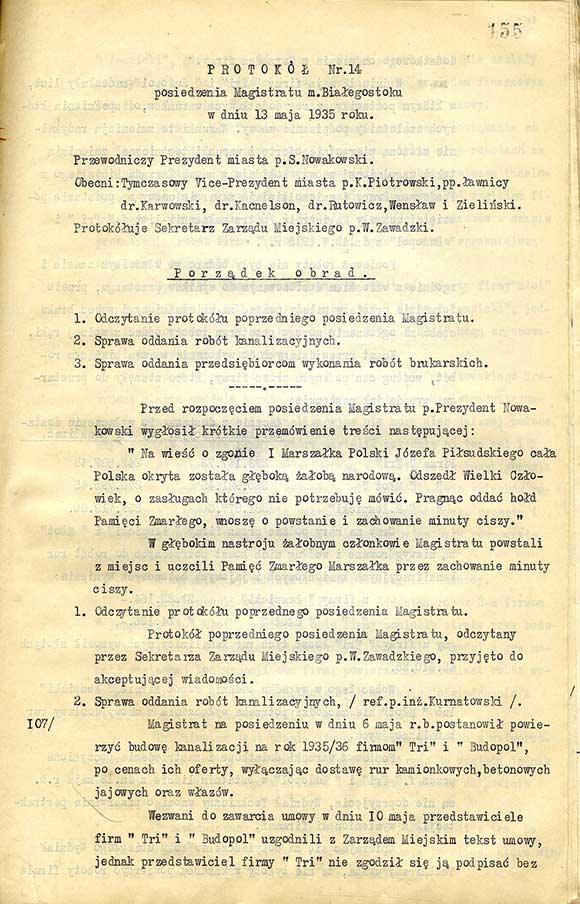 155
PROTOKÓŁ Nr.14
posiedzenia Magistratu m.Białegostoku
w dniu 13 maja 1935 roku.
Przewodniczy Prezydent miasta p.S.Nowakowski.
Obecni:Tymczasowy Vice-Prezydent miasta p.K.Piotrowski,pp.Ławnicy
dr.Karwowski, dr.Kacnelson, dr.Rutowicz,Wensław i Zieliński.
Protokółuje Sekretarz Zarządu Miejskiego p.W.Zawadzki.
Porządek obrad.
1. Odczytanie protokółu poprzedniego posiedzenia Magistratu.
2. Sprawa oddania robót kanalizacyjnych.
3. Sprawa oddania przedsiębiorcom wykonania robót brukarskich.
-----.-----
Przed rozpoczęciem posiedzenia Magistratu p.Prezydent Nowa-
kowski wygłosił krótkie przemówienie treści następującej:
" Na wieść o zgonie I Marszałka Polski Józefa Piłsudskiego cała
Polska okryta została głęboką żałobą narodową. Odszedł Wielki Czło-
wiek, o zasługach którego nie potrzebuję mówić. Pragnąc oddać hołd
Pamięci Zmarłego, wnoszę o powstanie i zachowanie minuty ciszy."
W głębokim nastroju żałobnym członkowie Magistratu powstali
z miejsc i uczcili Pamięć Zmarłego Marszałka przez zachowanie minuty
ciszy.
1. Odczytanie protokółu poprzednego posiedzenia Magistratu.
Protokół poprzedniego posiedzenia Magistratu, odczytany
przez Sekretarza Zarządu Miejskiego p.W.Zawadzkiego, przyjęto do
akceptującej wiadomości.
2. Sprawa oddania robót kanalizacyjnych, / ref.p.inż.Kurnatowski /.
107/ Magistrat na posiedzeniu w dniu 6 maja r.b.postanowił powie-
rzyć budowę kanalizacji na rok 1935/36 firmom" Tri" i " Budopol",
po cenach ich oferty, wyłączając dostawę rur kamionkowych,betonowych
jajowych oraz włazów.
Wezwani do zawarcia umowy w dniu 10 maja przedstawiciele
firm " Tri" i " Budopol" uzgodnili z Zarządem Miejskim tekst umowy,
jednak przedstawiciel firmy " Tri" nie zgodził się ją podpisać bez